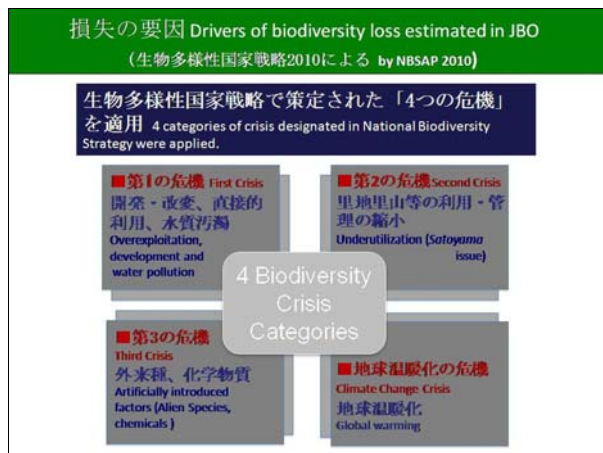 損失の要因 Drivers of biodiversity loss estimated in JBO
(生物多様性国家戦略2010による by NBSAP 2010)
生物多様性国家戦略で策定された「4つの危機」
を適用 4 categories of crisis designated in National Biodiversity
Strategy were applied.
■第1の危機 First Crisis
開発・改変、直接的
利用、水質汚濁
Overexploitation,
development and
water pollution
■第2の危機 Second Crisis
里地里山等の利用・管
理の縮小
Underutilization (Satoyama
issue)
4 Biodiversity
Crisis
Categories
■第3の危機
Third Crisis
外来種、化学物質
Artificially introduced
factors (Alien Species,
chemicals )
■地球温暖化の危機
Climate Change Crisis
地球温暖化
Global warming